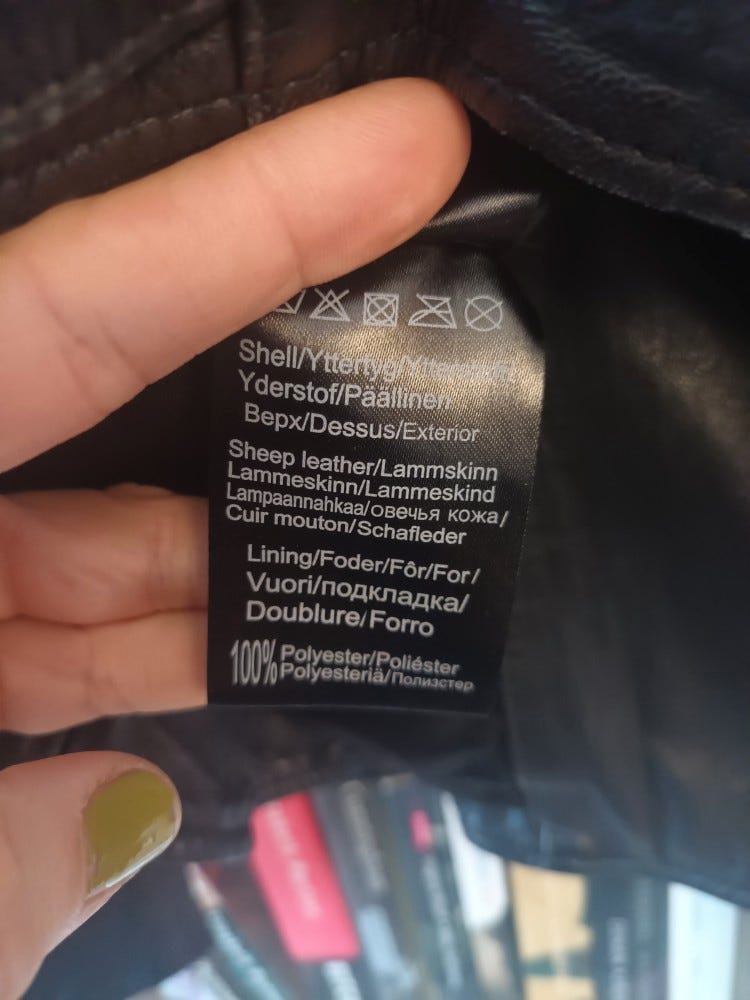 Shell/Yttertyg/Ytterstoff/
Yderstof/Päällinen
Верх/Dessus/Exterior
Sheep leather/Lammskinn
Lammeskinn/Lammeskind
Lampaannahkaa/овечья кожа/
Cuir mouton/Schafleder
Lining/Foder/Fôr/For/
Vuori/подкладка/
Doublure/Forro
100% Polyester/Poliéster
Polyesteriä/Полиэстер